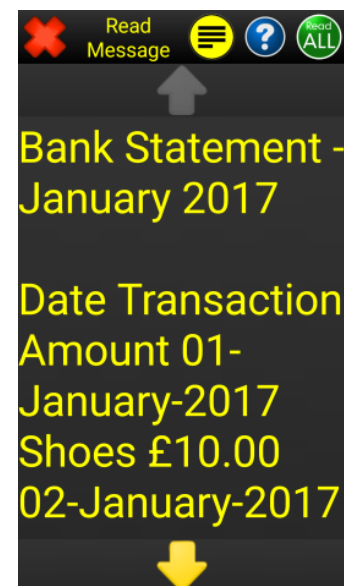 Read
Message
?
Read
ALL
Bank Statement -
January 2017
Date Transaction
Amount 01-
January-2017
Shoes £10.00
02-January-2017